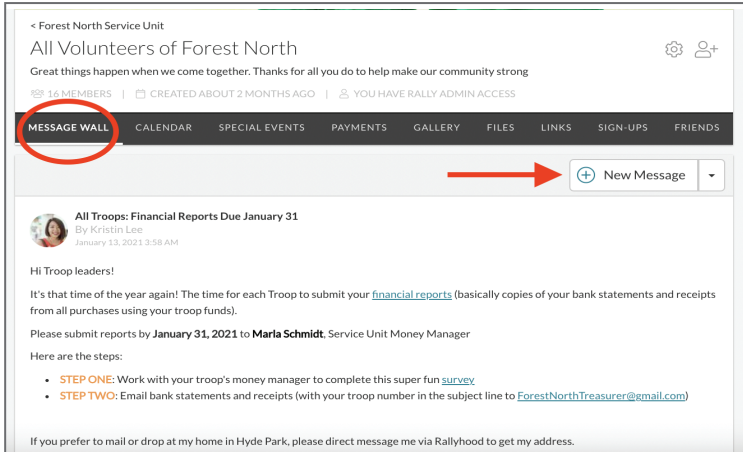 < Forest North Service Unit
All Volunteers of Forest North
Great things happen when we come together. Thanks for all you do to help make our community strong
16 MEMBERS | CREATED ABOUT 2 MONTHS AGO | YOU HAVE RALLY ADMIN ACCESS
MESSAGE WALL CALENDAR SPECIAL EVENTS PAYMENTS GALLERY FILES LINKS SIGN-UPS FRIENDS
New Message
All Troops: Financial Reports Due January 31
By Kristin Lee
January 13, 2021 3:58 AM
Hi Troop leaders!
It's that time of the year again! The time for each Troop to submit your financial reports (basically copies of your bank statements and receipts
from all purchases using your troop funds).
Please submit reports by January 31, 2021 to Marla Schmidt, Service Unit Money Manager
Here are the steps:
• STEP ONE: Work with your troop's money manager to complete this super fun survey
• STEP TWO: Email bank statements and receipts (with your troop number in the subject line to ForestNorthTreasurer@gmail.com)
If you prefer to mail or drop at my home in Hyde Park, please direct message me via Rallyhood to get my address.